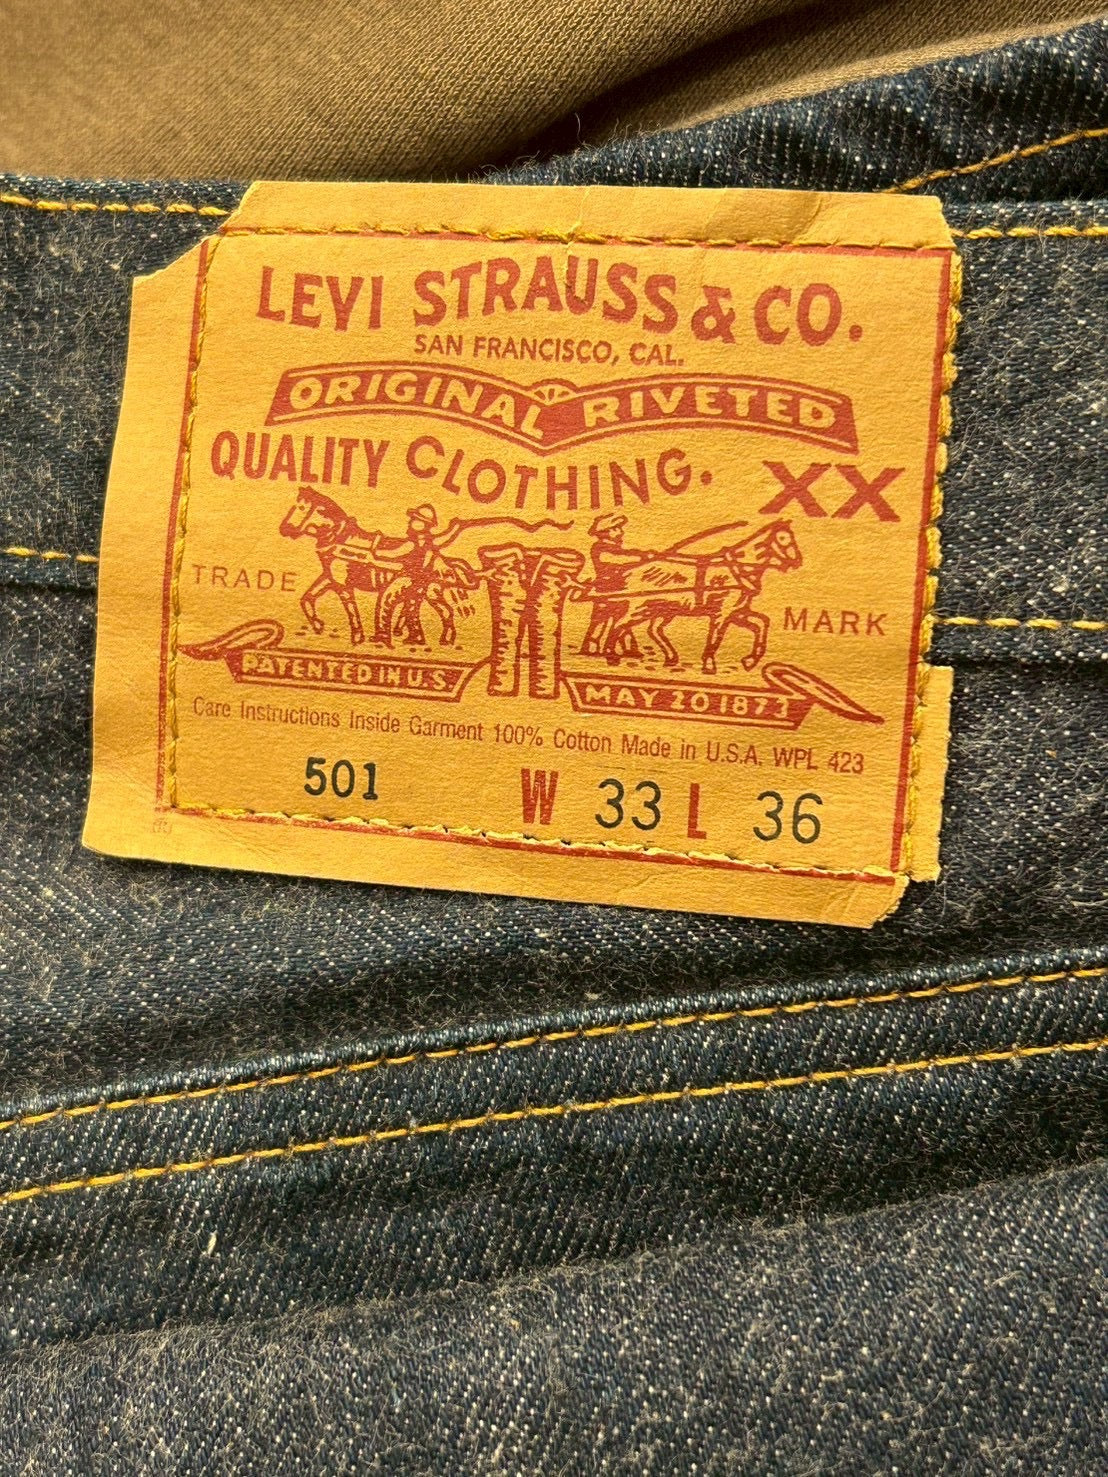 LEVI STRAUSS & CO.
SAN FRANCISCO, CAL.
ORIGINAL RIVETED
QUALITY CLOTHING.
XX
TRADE MARK
PATENTED IN U.S.
MAY 20 1873
Care Instructions Inside Garment 100% Cotton Made in U.S.A. WPL 423
501 W 33 L 36